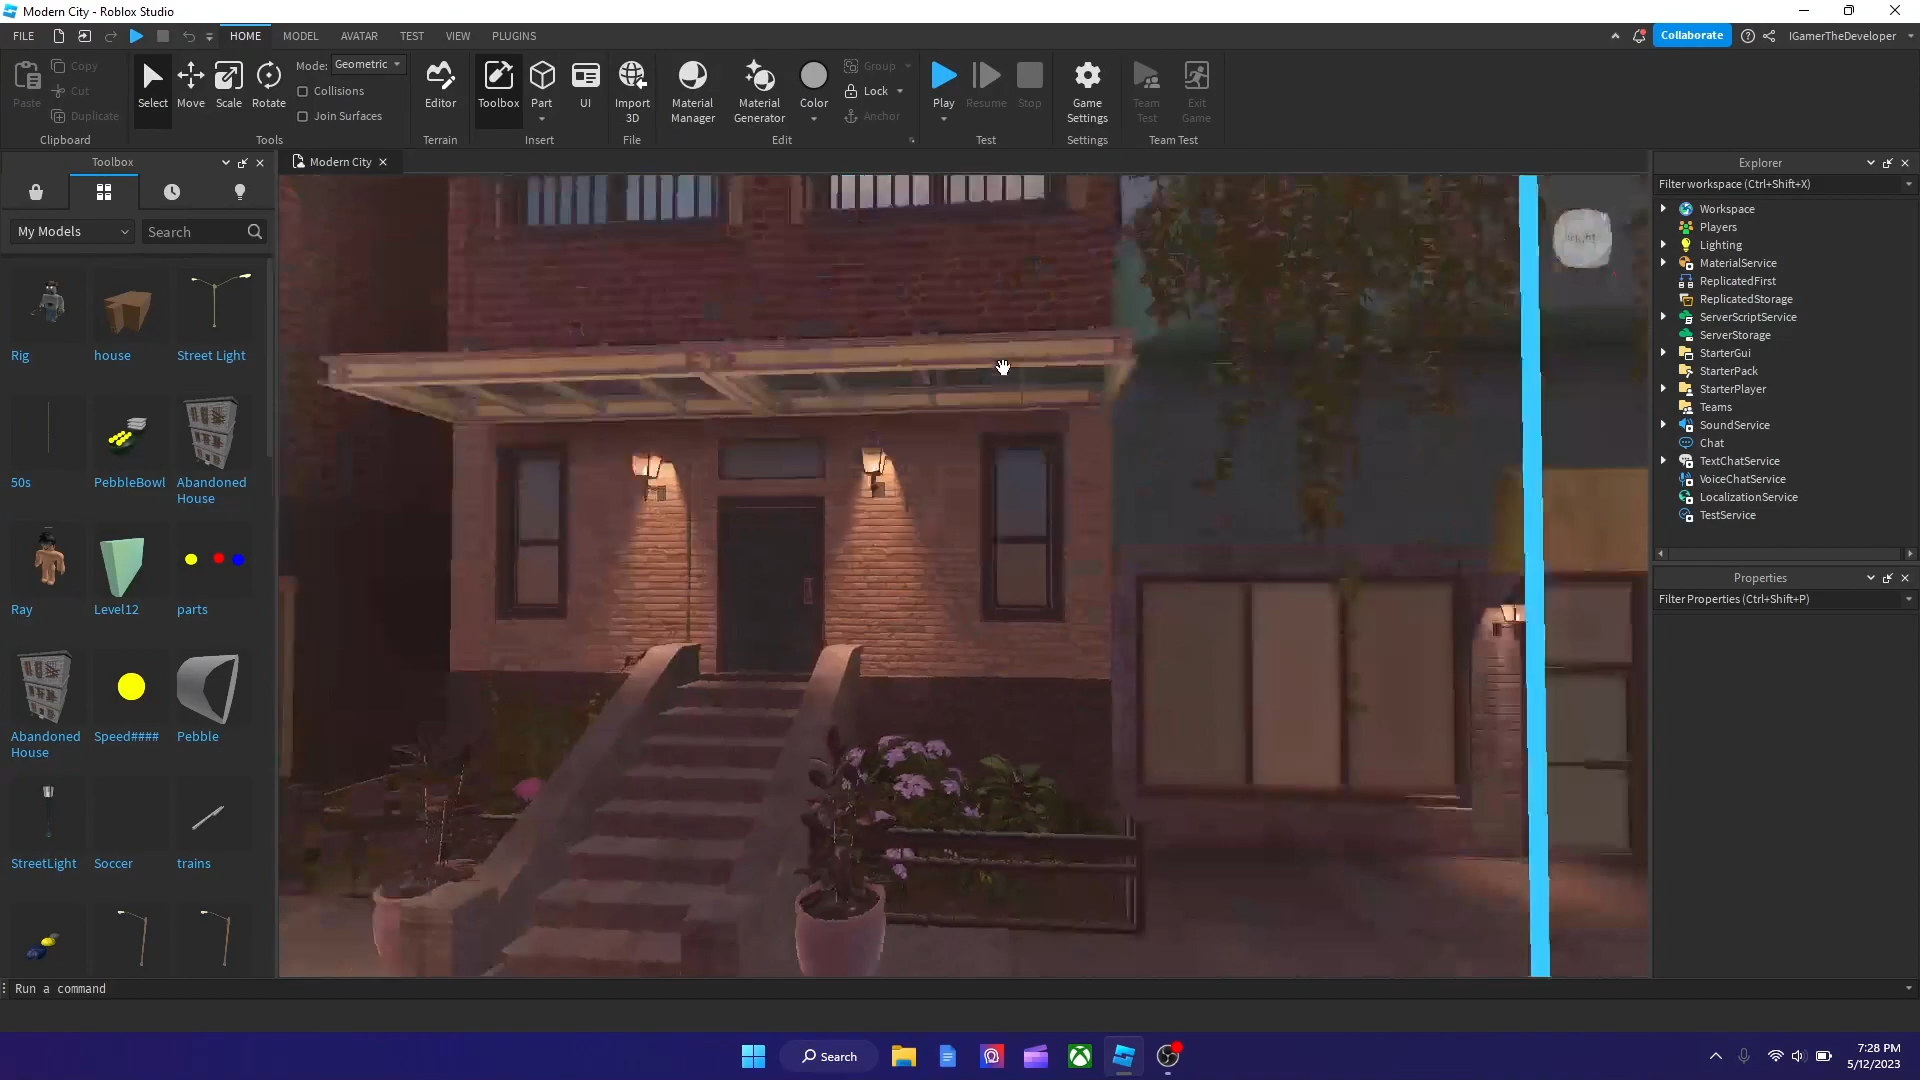 Modern City - Roblox Studio
FILE
HOME
MODEL
AVATAR
TEST
VIEW
PLUGINS
Collaborate
IGamerTheDeveloper
Paste
Copy
Cut
Duplicate
Clipboard
Select
Move
Scale
Rotate
Mode: Geometric
Collisions
Join Surfaces
Tools
Editor
Terrain
Toolbox
Part
UI
Insert
Import
3D
File
Material
Manager
Material
Generator
Color
Group
Lock
Anchor
Edit
Play
Resume
Stop
Test
Game
Settings
Settings
Team
Test
Exit
Game
Team Test
Toolbox
Modern City
My Models
Search
Rig
house
Street Light
50s
PebbleBowl
Abandoned
House
Ray
Level12
parts
Abandoned
House
Speed####
Pebble
StreetLight
Soccer
trains
Explorer
Filter workspace (Ctrl+Shift+X)
Workspace
Players
Lighting
MaterialService
ReplicatedFirst
ReplicatedStorage
ServerScriptService
ServerStorage
StarterGui
StarterPack
StarterPlayer
Teams
SoundService
Chat
TextChatService
VoiceChatService
LocalizationService
TestService
Properties
Filter Properties (Ctrl+Shift+P)
Run a command
Search
7:28 PM
5/12/2023